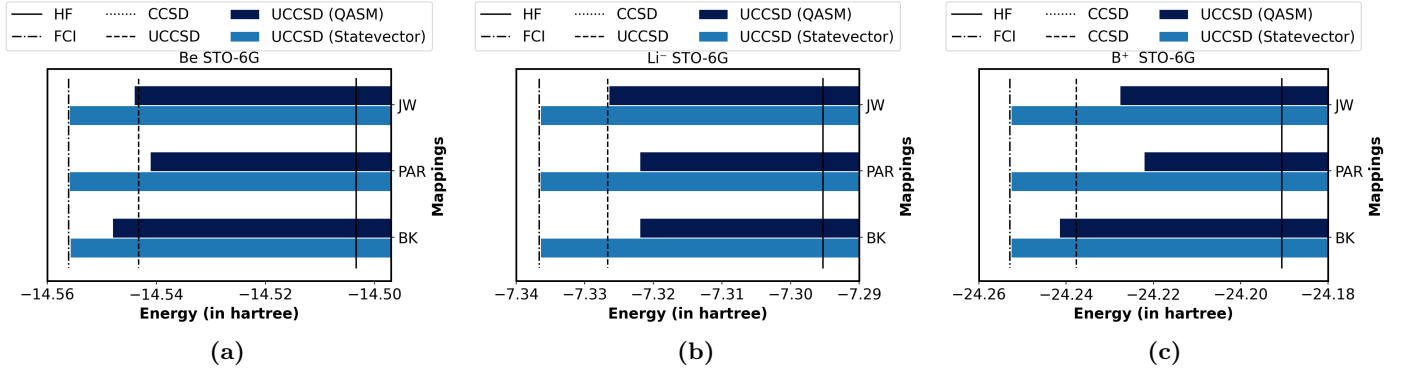 HF CCSD UCCSD (QASM)
FCI UCCSD UCCSD (Statevector)
Be STO-6G
JW
PAR
BK
Mappings
−14.56 −14.54 −14.52 −14.50
Energy (in hartree)
(a)
HF CCSD UCCSD (QASM)
FCI UCCSD UCCSD (Statevector)
Li⁻ STO-6G
JW
PAR
BK
Mappings
−7.34 −7.33 −7.32 −7.31 −7.30 −7.29
Energy (in hartree)
(b)
HF CCSD UCCSD (QASM)
FCI CCSD UCCSD (Statevector)
B⁺ STO-6G
JW
PAR
BK
Mappings
−24.26 −24.24 −24.22 −24.20 −24.18
Energy (in hartree)
(c)